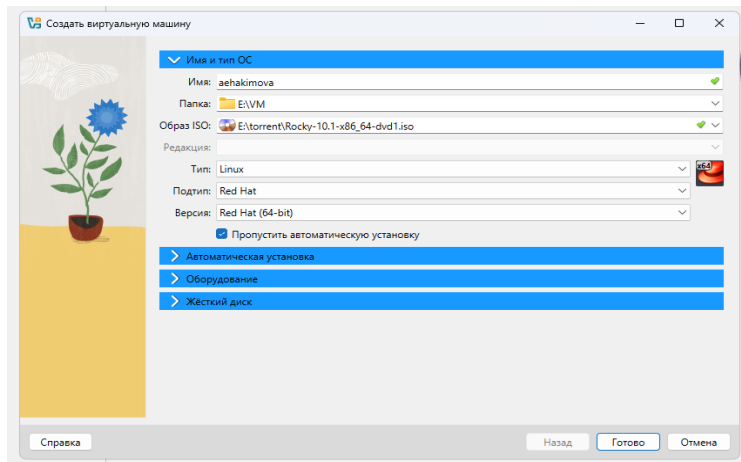 Создать виртуальную машину
Имя и тип ОС
Имя: aehakimova
Папка: E:\VM
Образ ISO: E:\torrent\Rocky-10.1-x86_64-dvd1.iso
Редакция:
Тип: Linux
x64
Подтип: Red Hat
Версия: Red Hat (64-bit)
Пропустить автоматическую установку
Автоматическая установка
Оборудование
Жёсткий диск
Справка Назад Готово Отмена